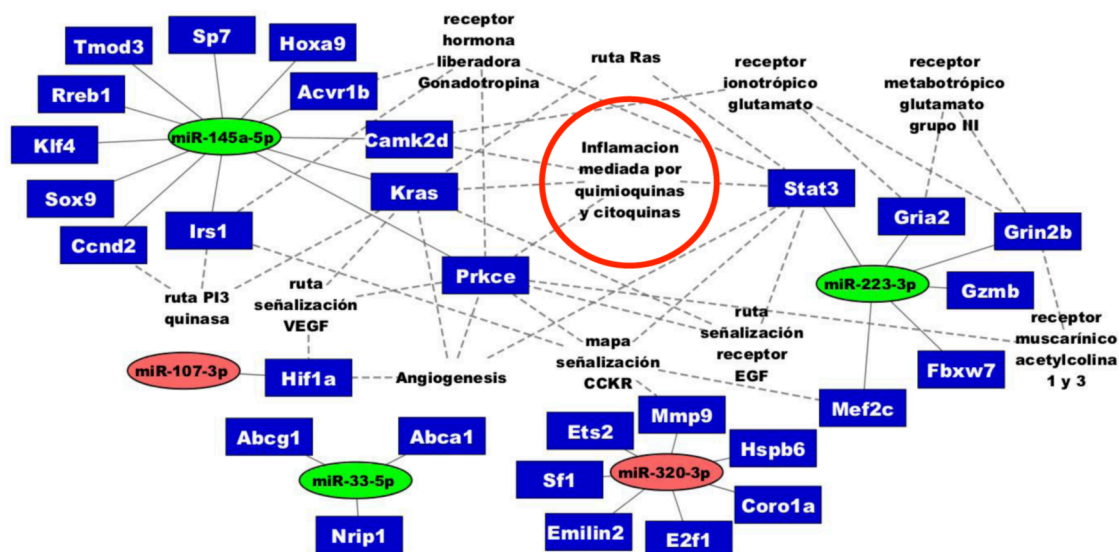 receptor
hormona
liberadora
Gonadotropina
Sp7
Tmod3
Hoxa9
ruta Ras
receptor
ionotrópico
glutamato
receptor
metabotrópico
glutamato
grupo III
Rreb1
Acvr1b
miR-145a-5p
Klf4
Camk2d
Inflamacion
mediada por
quimioquinas
y citoquinas
Sox9
Kras
Stat3
Gria2
Ccnd2
Irs1
Grin2b
Prkce
ruta PI3
quinasa
ruta
señalización
VEGF
miR-223-3p
Gzmb
mapa
señalización
CCKR
ruta
señalización
receptor
EGF
receptor
muscarínico
acetylcolina
1 y 3
miR-107-3p
Hif1a
Angiogenesis
Fbxw7
Mef2c
Abcg1
Abca1
Ets2
Mmp9
Hspb6
miR-33-5p
Sf1
miR-320-3p
Coro1a
Nrip1
Emilin2
E2f1